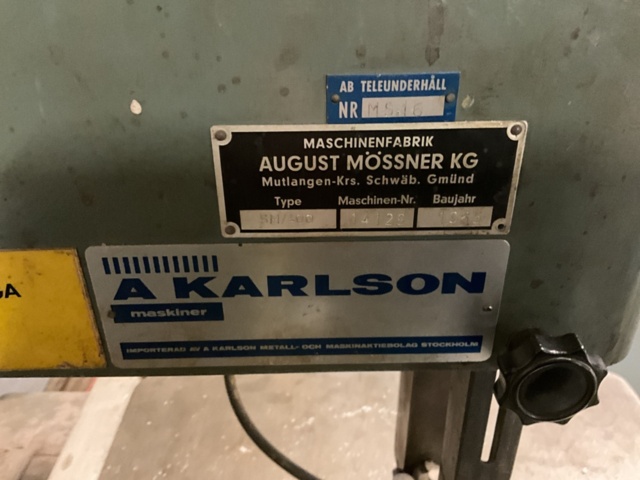 AB TELEUNDERHÅLL
NR
MASCHINENFABRIK
AUGUST MÖSSNER KG
Mutlangen-Krs. Schwäb. Gmünd
Type Maschinen-Nr. Baujahr
A KARLSON
maskiner
IMPORTERAD AV A KARLSON METALL- OCH MASKINAKTIEBOLAG STOCKHOLM